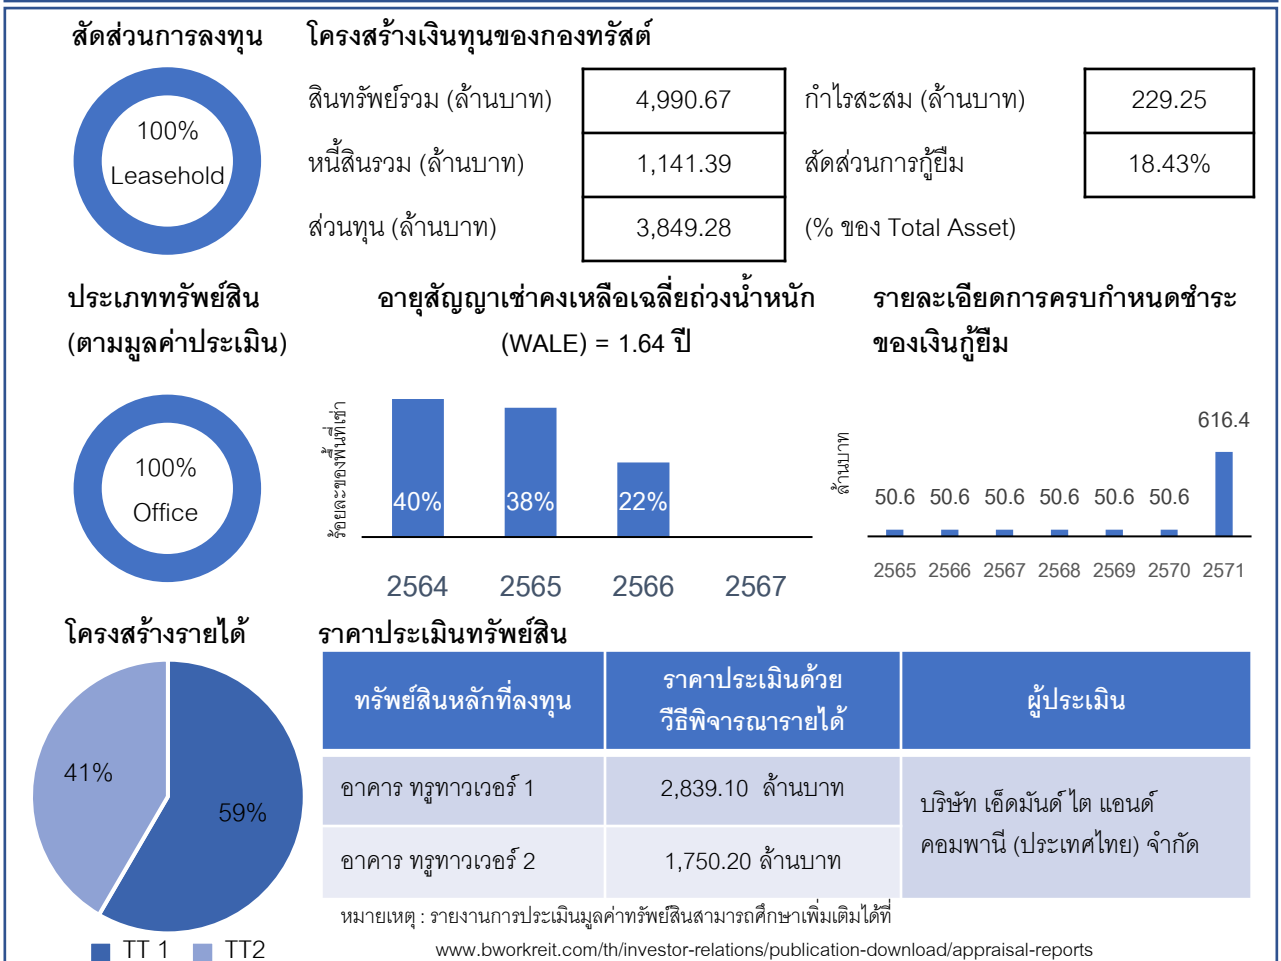 สัดส่วนการลงทุน
100%
Leasehold
โครงสร้างเงินทุนของกองทรัสต์
สินทรัพย์รวม (ล้านบาท) 4,990.67 กำไรสะสม (ล้านบาท) 229.25
หนี้สินรวม (ล้านบาท) 1,141.39 สัดส่วนการกู้ยืม 18.43%
ส่วนทุน (ล้านบาท) 3,849.28 (% ของ Total Asset)
ประเภททรัพย์สิน
(ตามมูลค่าประเมิน)
100%
Office
อายุสัญญาเช่าคงเหลือเฉลี่ยถ่วงน้ำหนัก
(WALE) = 1.64 ปี
ร้อยละของพื้นที่เช่า
40% 38% 22%
2564 2565 2566 2567
รายละเอียดการครบกำหนดชำระ
ของเงินกู้ยืม
ล้านบาท
616.4
50.6 50.6 50.6 50.6 50.6 50.6
2565 2566 2567 2568 2569 2570 2571
โครงสร้างรายได้
41%
59%
TT 1 TT2
ราคาประเมินทรัพย์สิน
ทรัพย์สินหลักที่ลงทุน
ราคาประเมินด้วย
วีธีพิจารณารายได้
ผู้ประเมิน
อาคาร ทรูทาวเวอร์ 1 2,839.10 ล้านบาท
อาคาร ทรูทาวเวอร์ 2 1,750.20 ล้านบาท
บริษัท เอ็ดมันด์ ไต แอนด์
คอมพานี (ประเทศไทย) จำกัด
หมายเหตุ : รายงานการประเมินมูลค่าทรัพย์สินสามารถศึกษาเพิ่มเติมได้ที่
www.bworkreit.com/th/investor-relations/publication-download/appraisal-reports